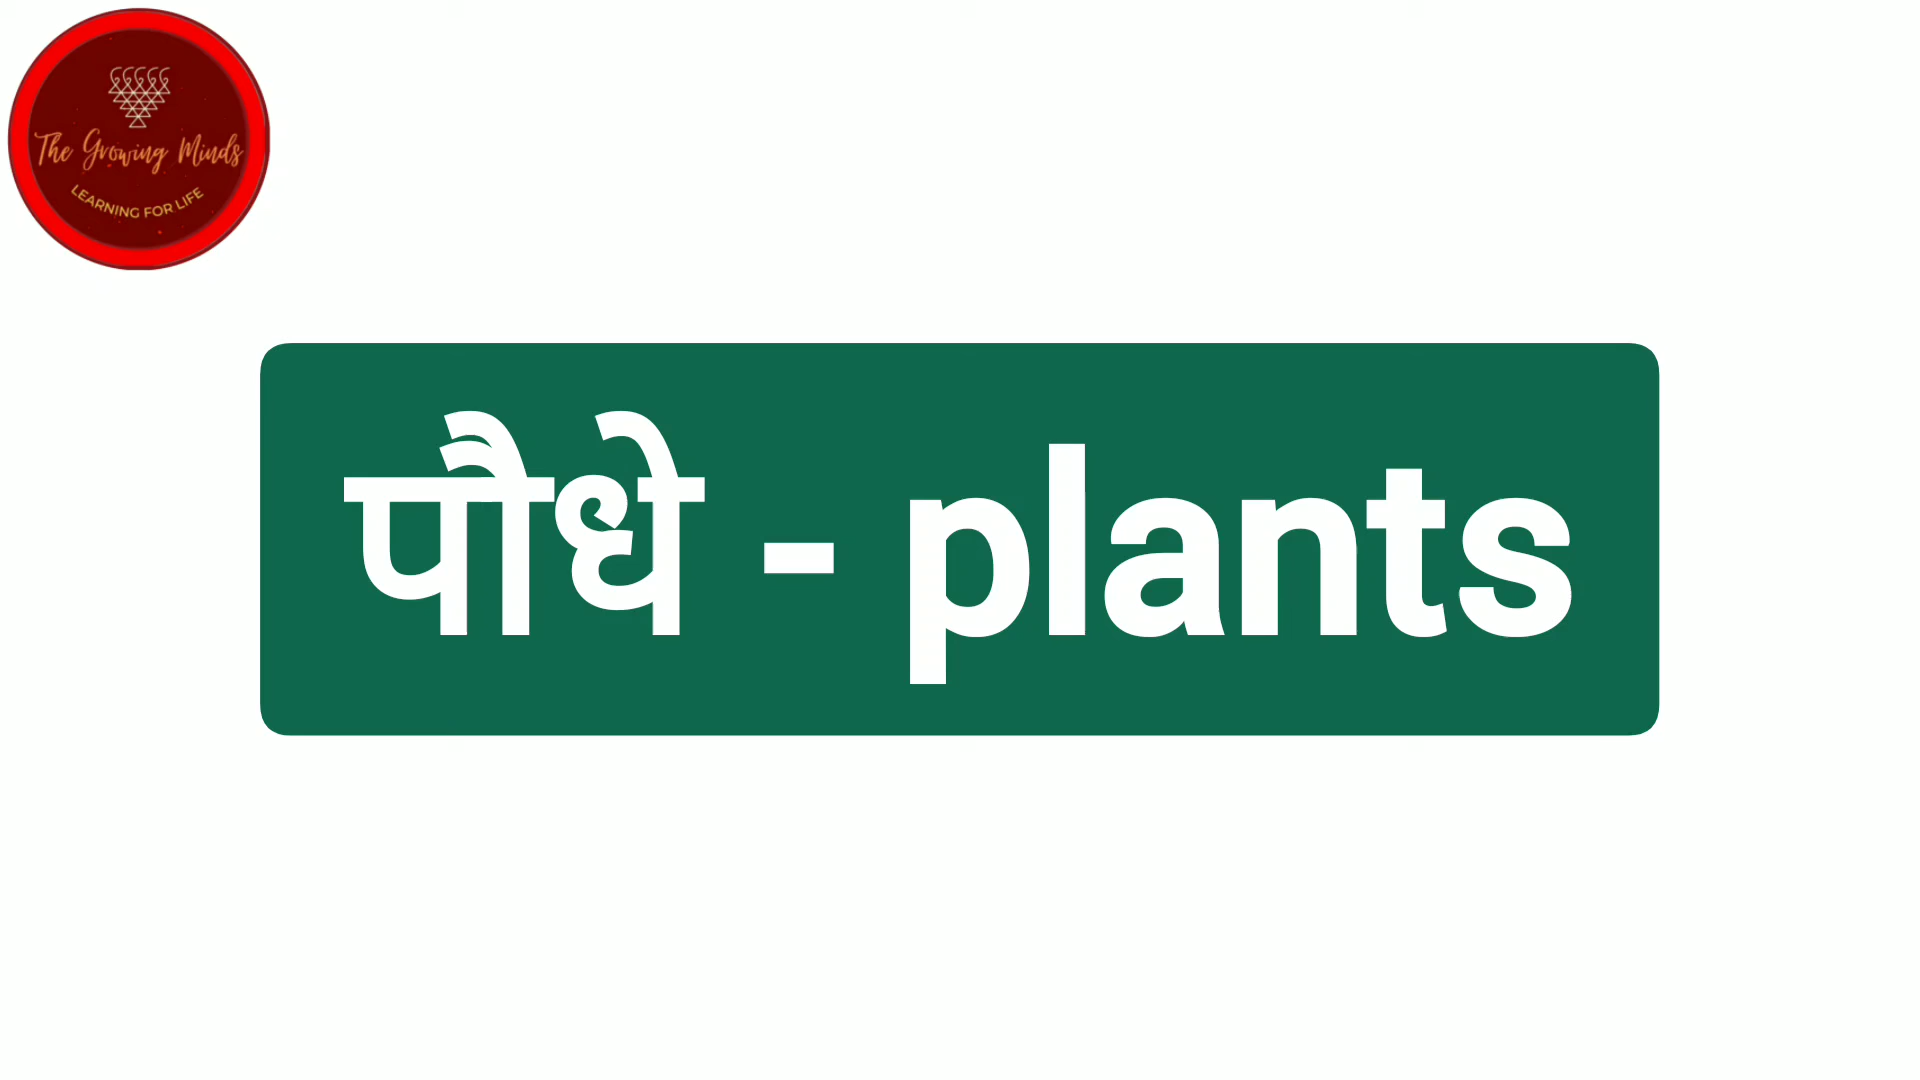 The Growing Minds
LEARNING FOR LIFE
पौधे - plants